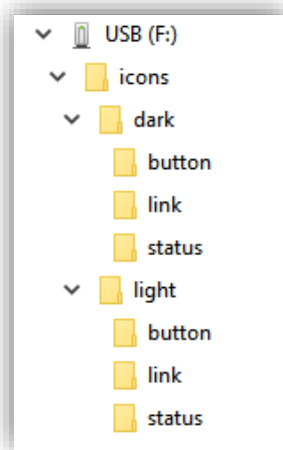 USB (F:)
icons
dark
button
link
status
light
button
link
status